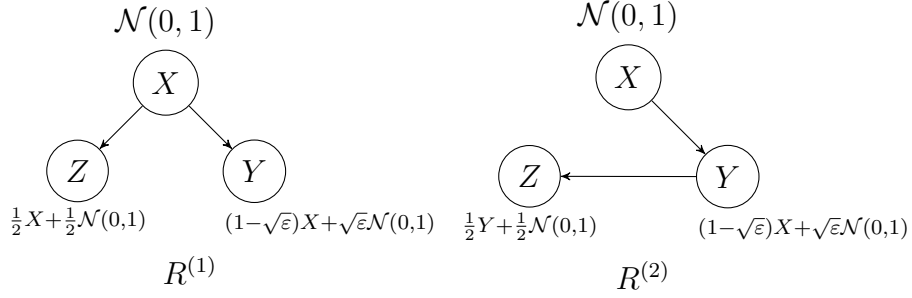 𝒩(0, 1)
𝒩(0, 1)
X
X
Z
Y
Z
Y
½X+½𝒩(0,1)
(1−√ε)X+√ε𝒩(0,1)
½Y+½𝒩(0,1)
(1−√ε)X+√ε𝒩(0,1)
R⁽¹⁾
R⁽²⁾